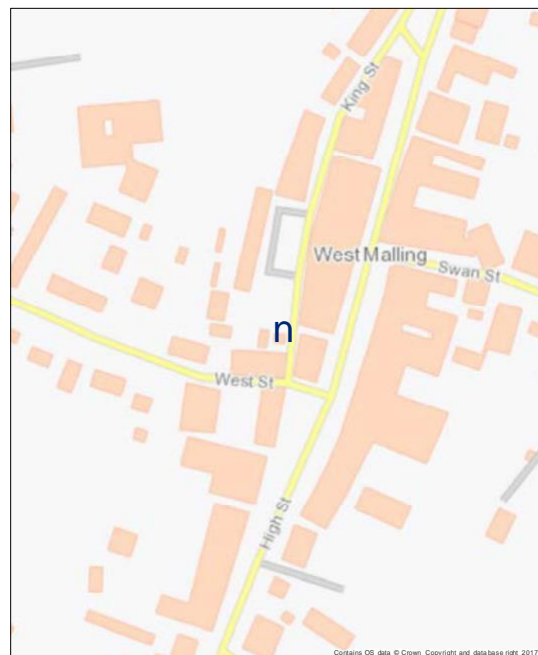 King St
West Malling
Swan St
n
West St
High St
Contains OS data © Crown Copyright and database right 2017